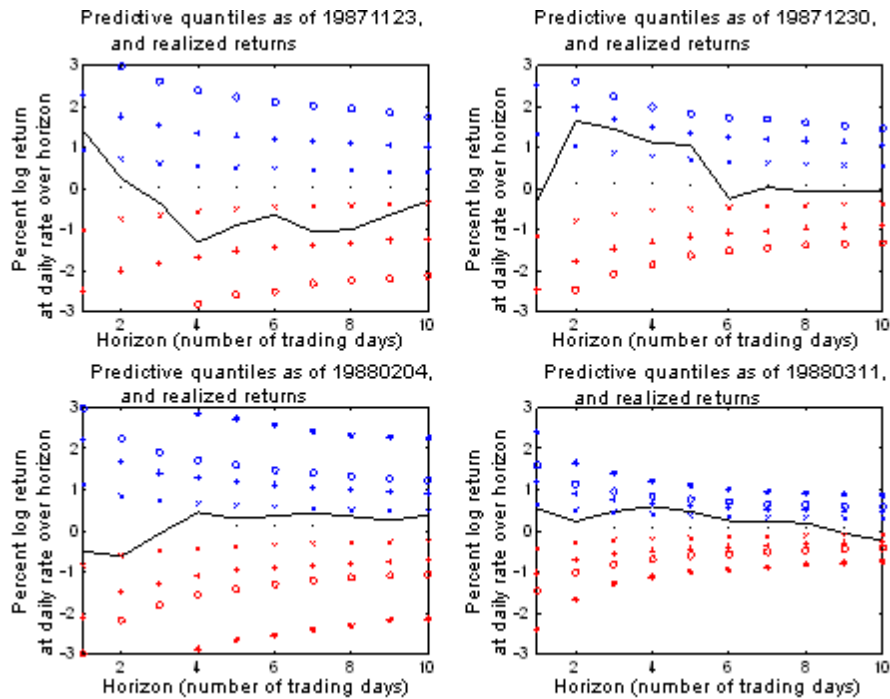 Predictive quantiles as of 19871123,
and realized returns
Percent log return
at daily rate over horizon
3
2
1
0
-1
-2
-3
2
4
6
8
10
Horizon (number of trading days)
Predictive quantiles as of 19871230,
and realized returns
Percent log return
at daily rate over horizon
3
2
1
0
-1
-2
-3
2
4
6
8
10
Horizon (number of trading days)
Predictive quantiles as of 19880204,
and realized returns
Percent log return
at daily rate over horizon
3
2
1
0
-1
-2
-3
2
4
6
8
10
Horizon (number of trading days)
Predictive quantiles as of 19880311,
and realized returns
Percent log return
at daily rate over horizon
3
2
1
0
-1
-2
-3
2
4
6
8
10
Horizon (number of trading days)